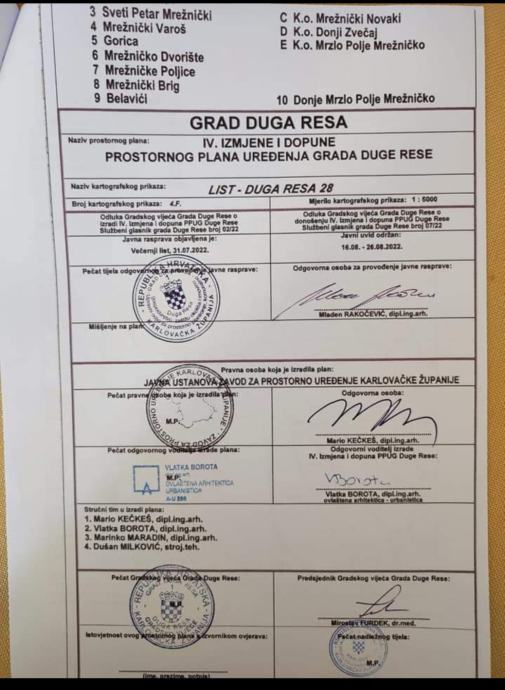 3 Sveti Petar Mrežnički
4 Mrežnički Varoš
5 Gorica
6 Mrežničko Dvorište
7 Mrežničke Poljice
8 Mrežnički Brig
9 Belavići
C K.o. Mrežnički Novaki
D K.o. Donji Zvečaj
E K.o. Mrzlo Polje Mrežničko
10 Donje Mrzlo Polje Mrežničko
GRAD DUGA RESA
Naziv prostornog plana:
IV. IZMJENE I DOPUNE
PROSTORNOG PLANA UREĐENJA GRADA DUGE RESE
Naziv kartografskog prikaza:
LIST - DUGA RESA 28
Broj kartografskog prikaza: 4.F.
Mjerilo kartografskog prikaza: 1 : 5000
Odluka Gradskog vijeća Grada Duge Rese o
izradi IV. Izmjena i dopuna PPUG Duge Rese
Službeni glasnik grada Duge Rese broj 02/22
Odluka Gradskog vijeća Grada Duge Rese o
donošenju IV. Izmjena i dopuna PPUG Duge Rese
Službeni glasnik grada Duge Rese broj 07/22
Javna rasprava objavljena je:
Večernji list, 31.07.2022.
Javni uvid održan:
16.08. - 26.08.2022.
Pečat tijela odgovornog za provođenje javne rasprave:
Odgovorna osoba za provođenje javne rasprave:
REPUBLIKA HRVATSKA
KARLOVAČKA ŽUPANIJA
Mladen RAKOČEVIĆ, dipl.ing.arh.
Mišljenje na plan:
Pravna osoba koja je izradila plan:
JAVNA USTANOVA ZAVOD ZA PROSTORNO UREĐENJE KARLOVAČKE ŽUPANIJE
Pečat pravne osobe koja je izradila plan:
M.P.
Odgovorna osoba:
Mario KEČKEŠ, dipl.ing.arh.
Pečat odgovornog voditelja izrade plana:
VLATKA BOROTA
M.P.
OVLAŠTENA ARHITEKTICA
URBANISTICA
Odgovorni voditelj izrade
IV. Izmjena i dopuna PPUG Duge Rese:
VBorota
Vlatka BOROTA, dipl.ing.arh.
ovlaštena arhitektica - urbanistica
Stručni tim u izradi plana:
1. Mario KEČKEŠ, dipl.ing.arh.
2. Vlatka BOROTA, dipl.ing.arh.
3. Marinko MARADIN, dipl.ing.arh.
4. Dušan MILKOVIĆ, stroj.teh.
Pečat Gradskog vijeća Grada Duge Rese:
REPUBLIKA HRVATSKA
M.P.
Predsjednik Gradskog vijeća Grada Duge Rese:
Miroslav FURDEK, dr.med.
Istovjetnost ovog prostornog plana s izvornikom ovjerava:
Pečat nadležnog tijela:
M.P.
(ime, prezime, potpis)